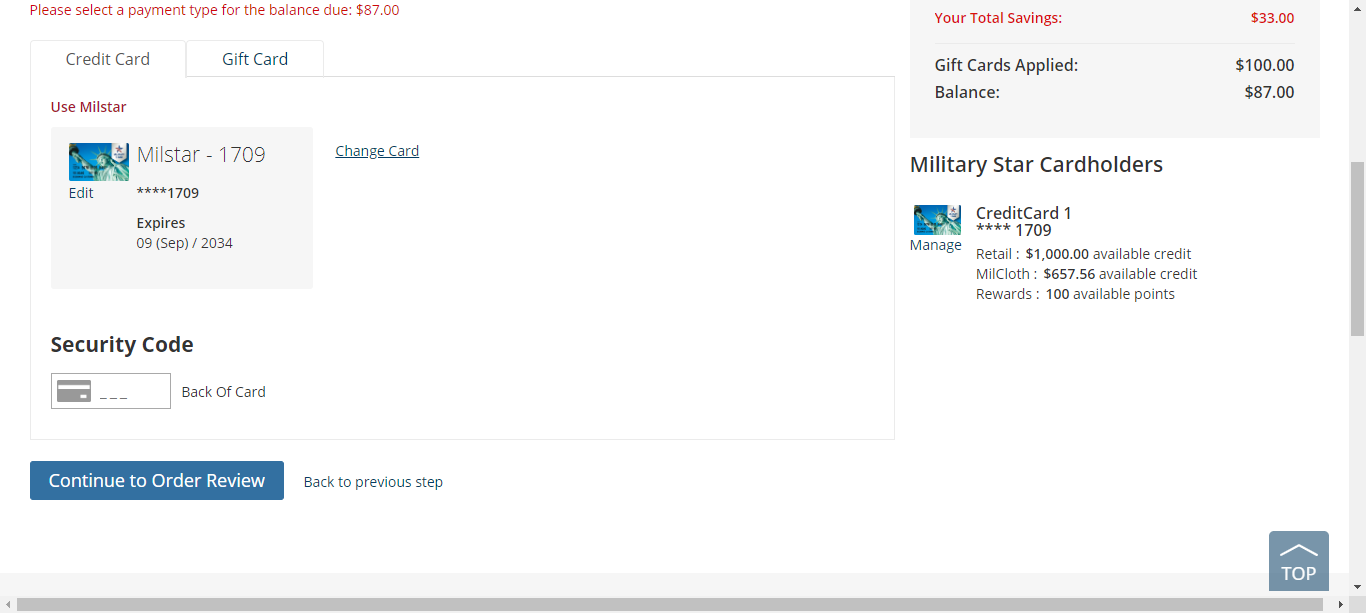 Please select a payment type for the balance due: $87.00
Credit Card
Gift Card
Use Milstar
Milstar - 1709
Edit
****1709
Expires
09 (Sep) / 2034
Change Card
Security Code
_ _ _
Back Of Card
Continue to Order Review
Back to previous step
Your Total Savings: $33.00
Gift Cards Applied: $100.00
Balance: $87.00
Military Star Cardholders
CreditCard 1
**** 1709
Manage
Retail : $1,000.00 available credit
MilCloth : $657.56 available credit
Rewards : 100 available points
TOP